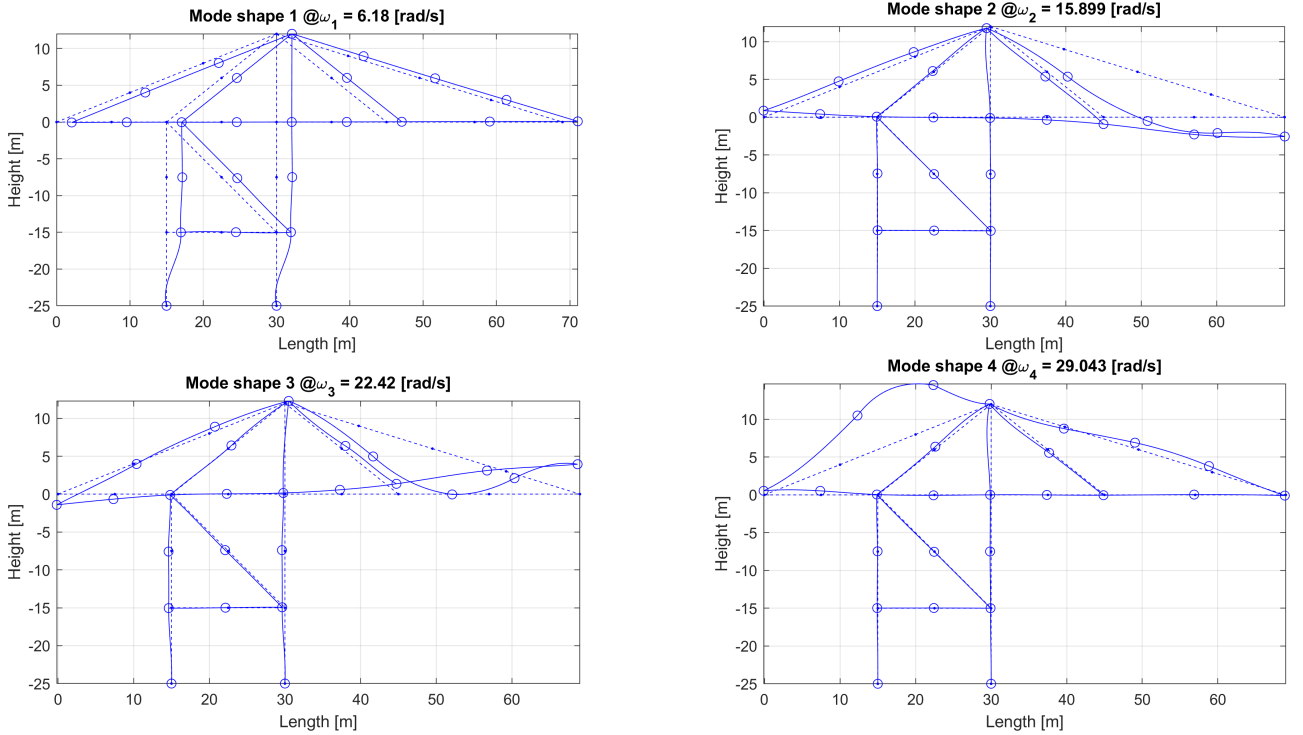 Mode shape 1 @ω1 = 6.18 [rad/s]
Height [m]
10
5
0
-5
-10
-15
-20
-25
0 10 20 30 40 50 60 70
Length [m]
Mode shape 2 @ω2 = 15.899 [rad/s]
Height [m]
10
5
0
-5
-10
-15
-20
-25
0 10 20 30 40 50 60
Length [m]
Mode shape 3 @ω3 = 22.42 [rad/s]
Height [m]
10
5
0
-5
-10
-15
-20
-25
0 10 20 30 40 50 60
Length [m]
Mode shape 4 @ω4 = 29.043 [rad/s]
Height [m]
10
5
0
-5
-10
-15
-20
-25
0 10 20 30 40 50 60
Length [m]